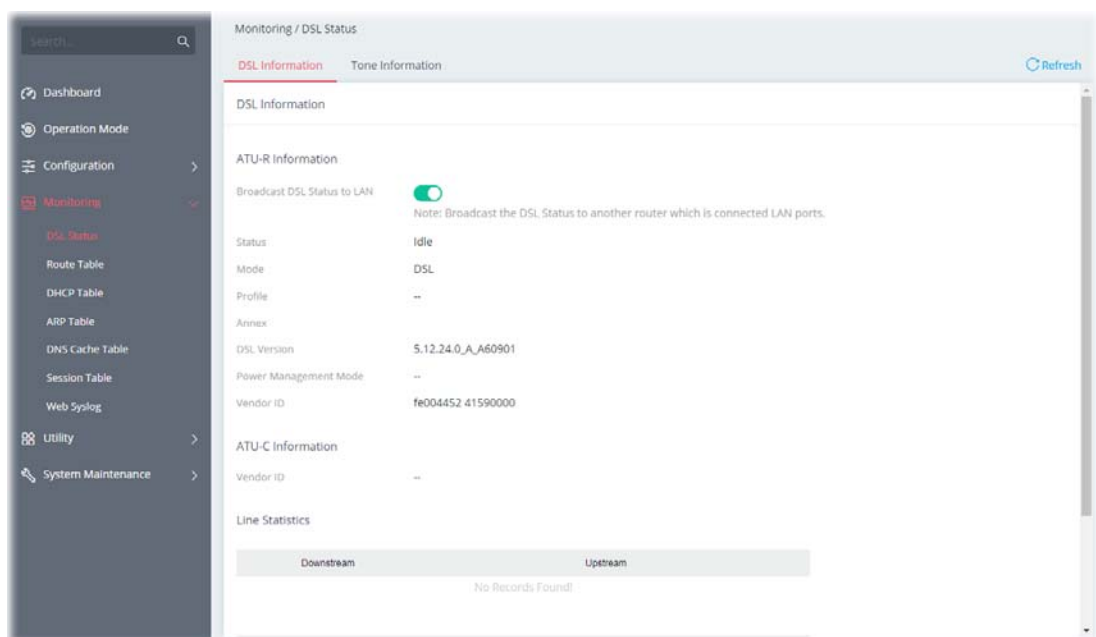 Search...
Dashboard
Operation Mode
Configuration
Monitoring
DSL Status
Route Table
DHCP Table
ARP Table
DNS Cache Table
Session Table
Web Syslog
Utility
System Maintenance
Monitoring / DSL Status
DSL Information Tone Information Refresh
DSL Information
ATU-R Information
Broadcast DSL Status to LAN
Note: Broadcast the DSL Status to another router which is connected LAN ports.
Status Idle
Mode DSL
Profile --
Annex
DSL Version 5.12.24.0_A_A60901
Power Management Mode --
Vendor ID fe004452 41590000
ATU-C Information
Vendor ID --
Line Statistics
Downstream Upstream
No Records Found!